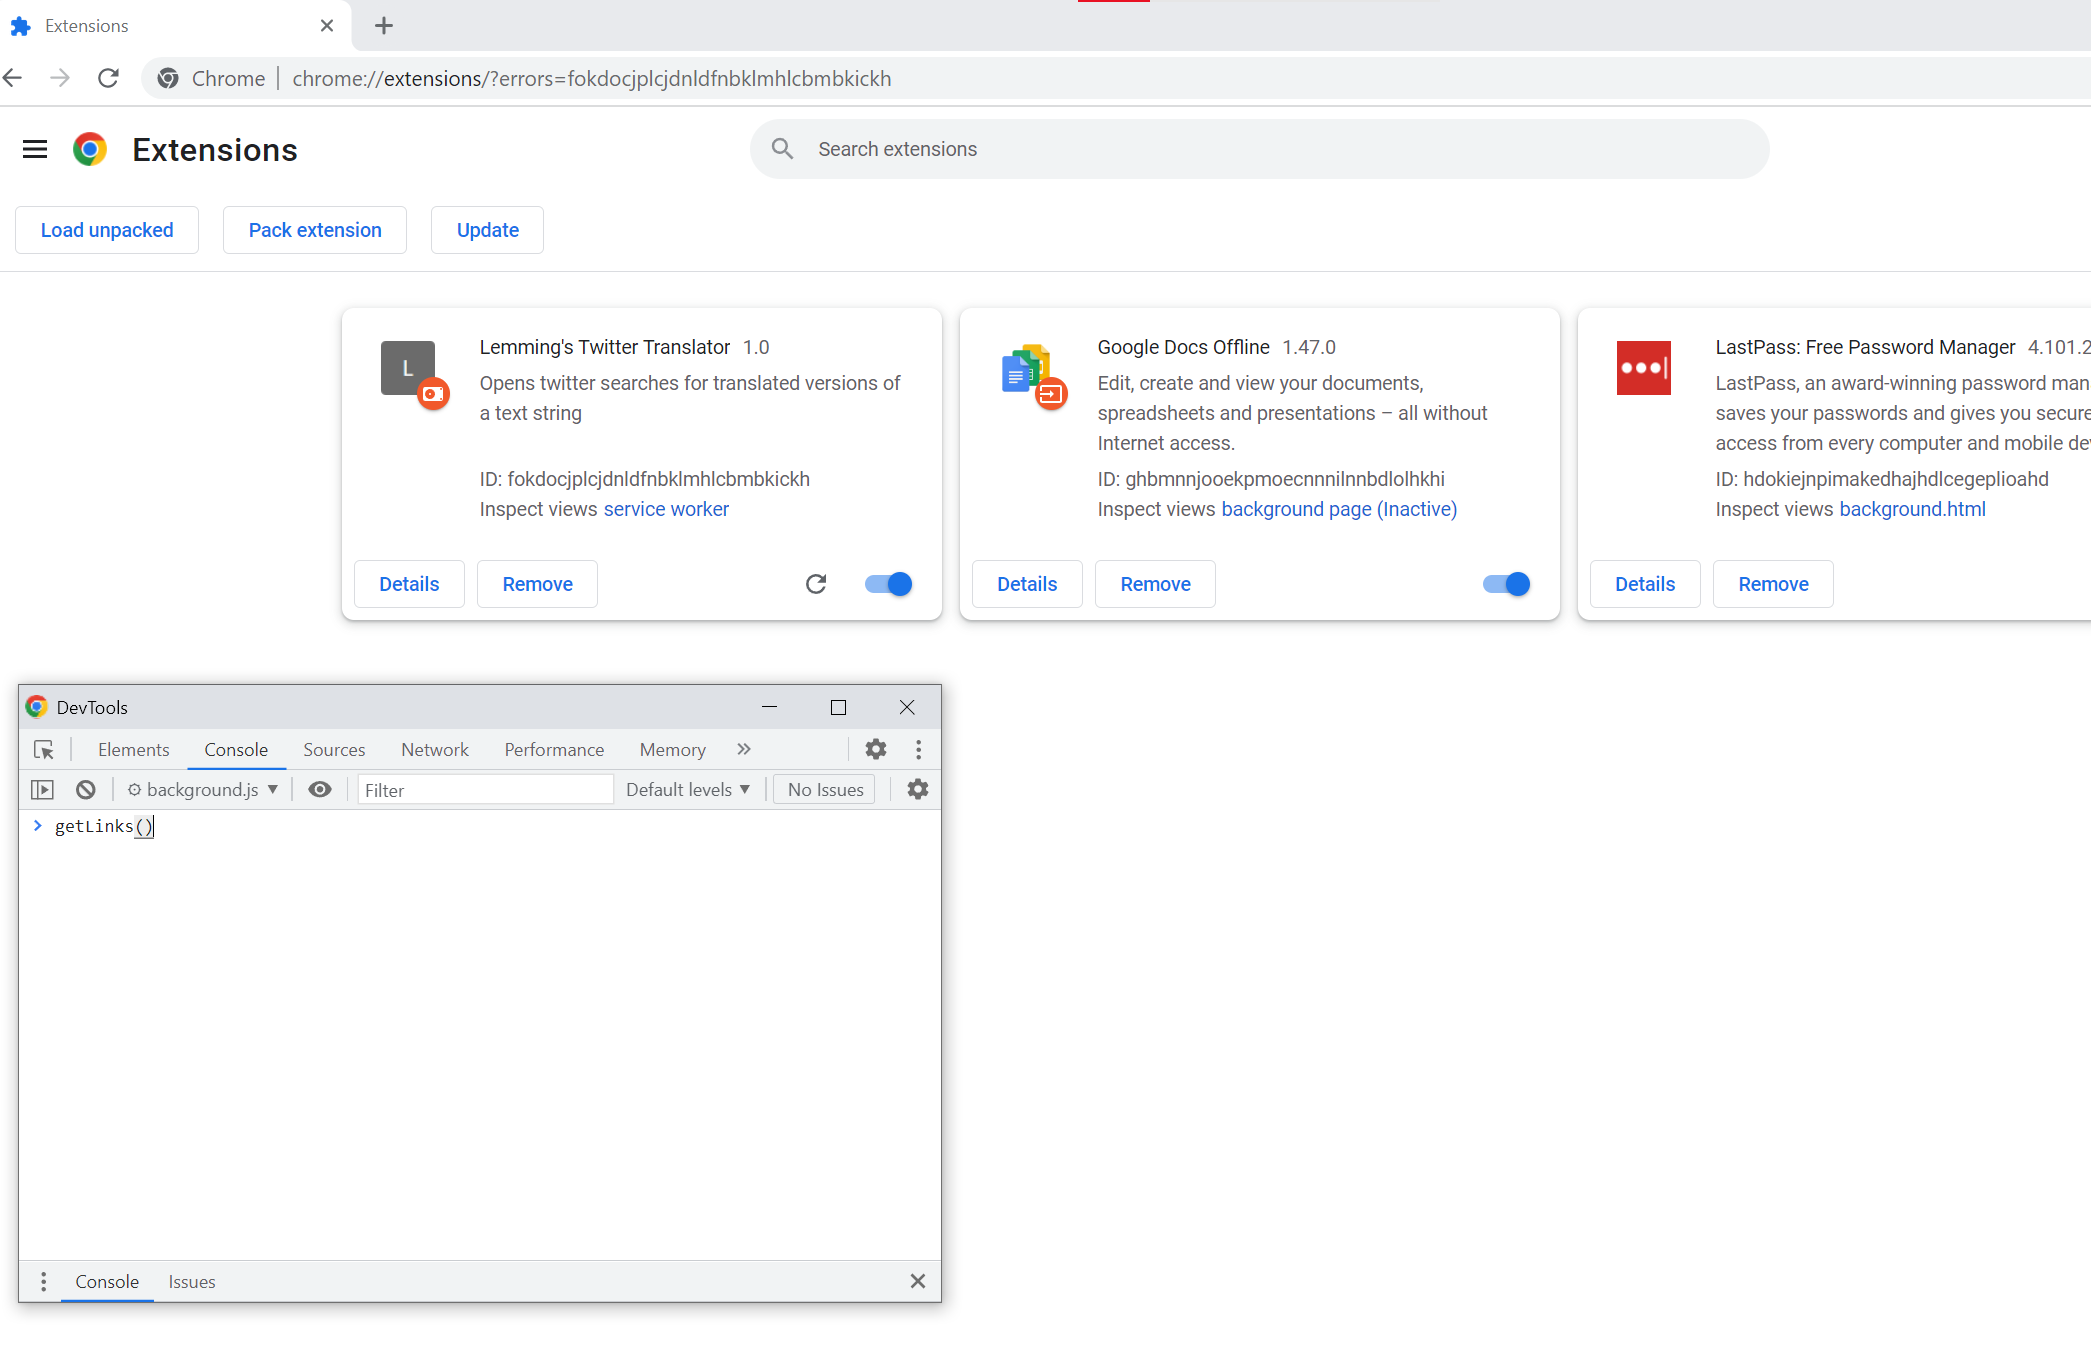 Extensions
Chrome | chrome://extensions/?errors=fokdocjplcjdnldfnbklmhlcbmbkickh
Extensions
Search extensions
Load unpacked
Pack extension
Update
L
Lemming's Twitter Translator 1.0
Opens twitter searches for translated versions of
a text string
ID: fokdocjplcjdnldfnbklmhlcbmbkickh
Inspect views service worker
Details
Remove
Google Docs Offline 1.47.0
Edit, create and view your documents,
spreadsheets and presentations – all without
Internet access.
ID: ghbmnnjooekpmoecnnnilnnbdlolhkhi
Inspect views background page (Inactive)
Details
Remove
LastPass: Free Password Manager 4.101.2
LastPass, an award-winning password man
saves your passwords and gives you secure
access from every computer and mobile de
ID: hdokiejnpimakedhajhdlcegeplioahd
Inspect views background.html
Details
Remove
DevTools
Elements Console Sources Network Performance Memory »
background.js ▼ Filter Default levels ▼ No Issues
> getLinks()
Console Issues